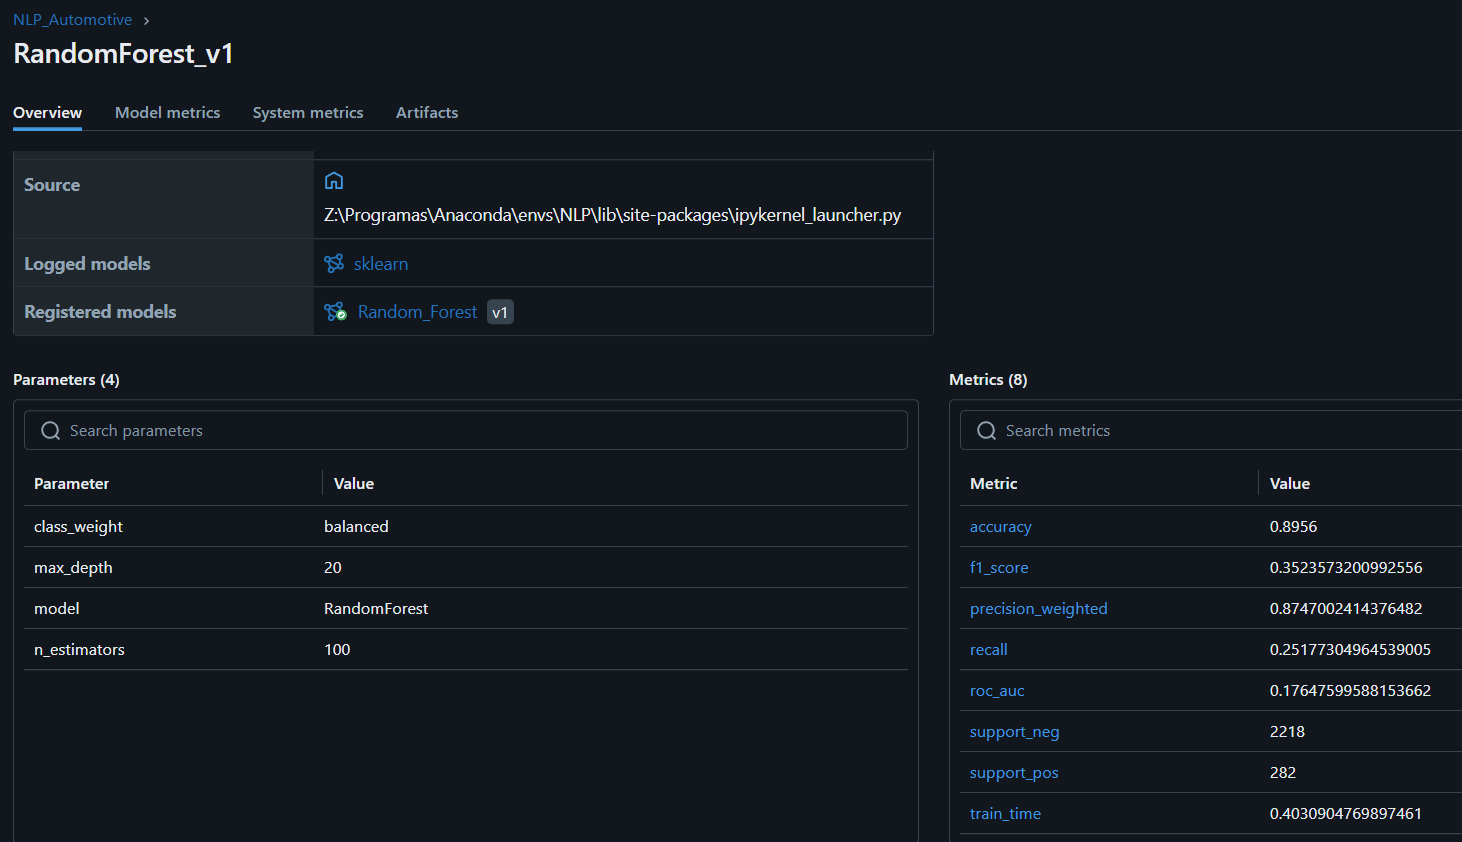 NLP_Automotive ›
RandomForest_v1
Overview Model metrics System metrics Artifacts
Source
Z:\Programas\Anaconda\envs\NLP\lib\site-packages\ipykernel_launcher.py
Logged models sklearn
Registered models Random_Forest v1
Parameters (4)
Search parameters
Parameter Value
class_weight balanced
max_depth 20
model RandomForest
n_estimators 100
Metrics (8)
Search metrics
Metric Value
accuracy 0.8956
f1_score 0.3523573200992556
precision_weighted 0.8747002414376482
recall 0.25177304964539005
roc_auc 0.17647599588153662
support_neg 2218
support_pos 282
train_time 0.4030904769897461